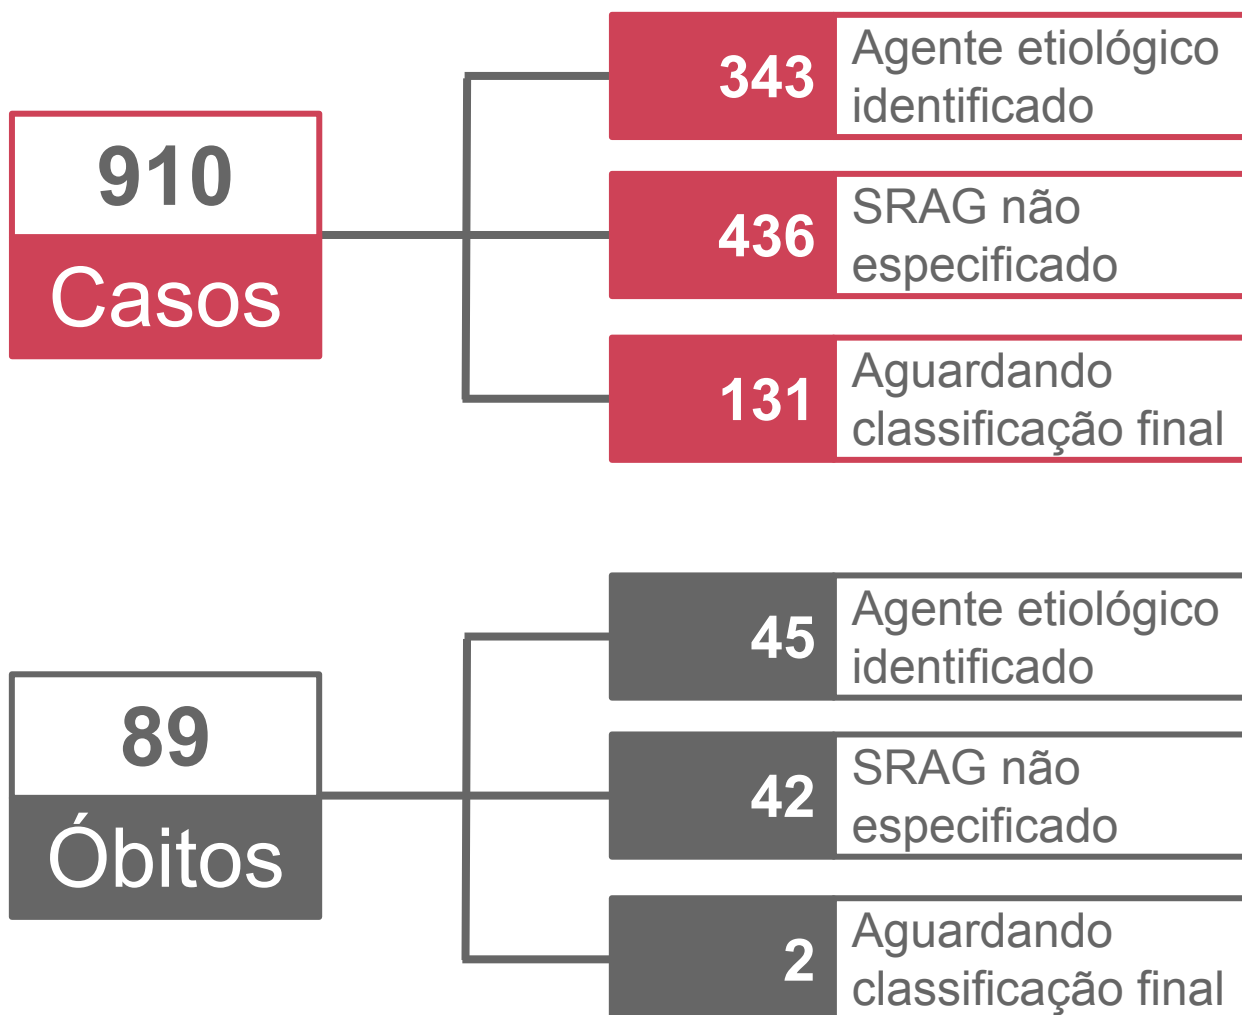 910
Casos
343
Agente etiológico
identificado
436
SRAG não
especificado
131
Aguardando
classificação final
89
Óbitos
45
Agente etiológico
identificado
42
SRAG não
especificado
2
Aguardando
classificação final